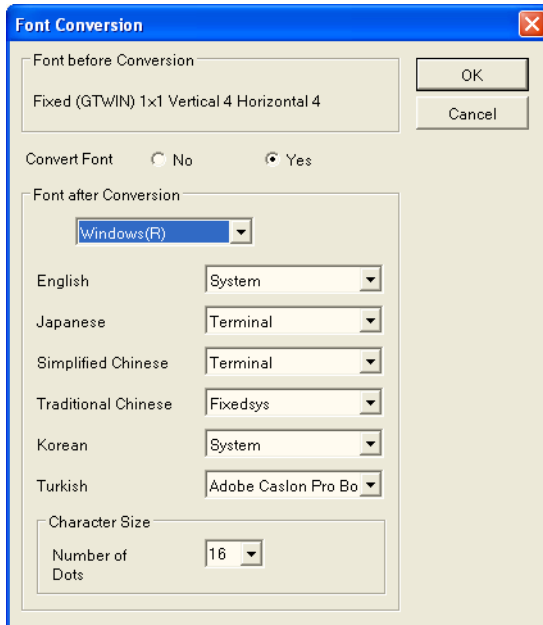 Font Conversion
Font before Conversion
OK
Fixed (GTWIN) 1x1 Vertical 4 Horizontal 4
Cancel
Convert Font No Yes
Font after Conversion
Windows(R)
English System
Japanese Terminal
Simplified Chinese Terminal
Traditional Chinese Fixedsys
Korean System
Turkish Adobe Caslon Pro Bo
Character Size
Number of 16
Dots